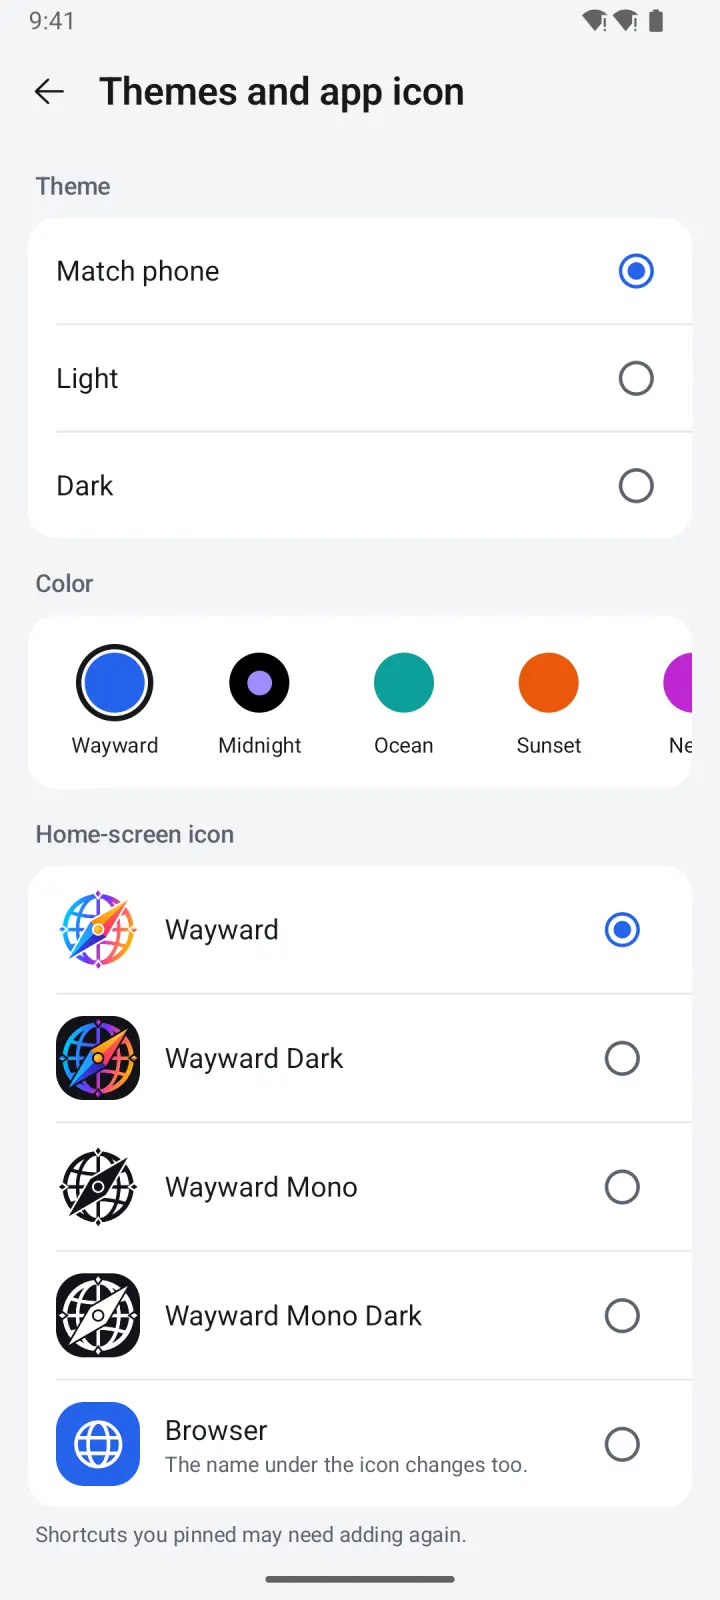 9:41
Themes and app icon
Theme
Match phone
Light
Dark
Color
Wayward
Midnight
Ocean
Sunset
Ne
Home-screen icon
Wayward
Wayward Dark
Wayward Mono
Wayward Mono Dark
Browser
The name under the icon changes too.
Shortcuts you pinned may need adding again.